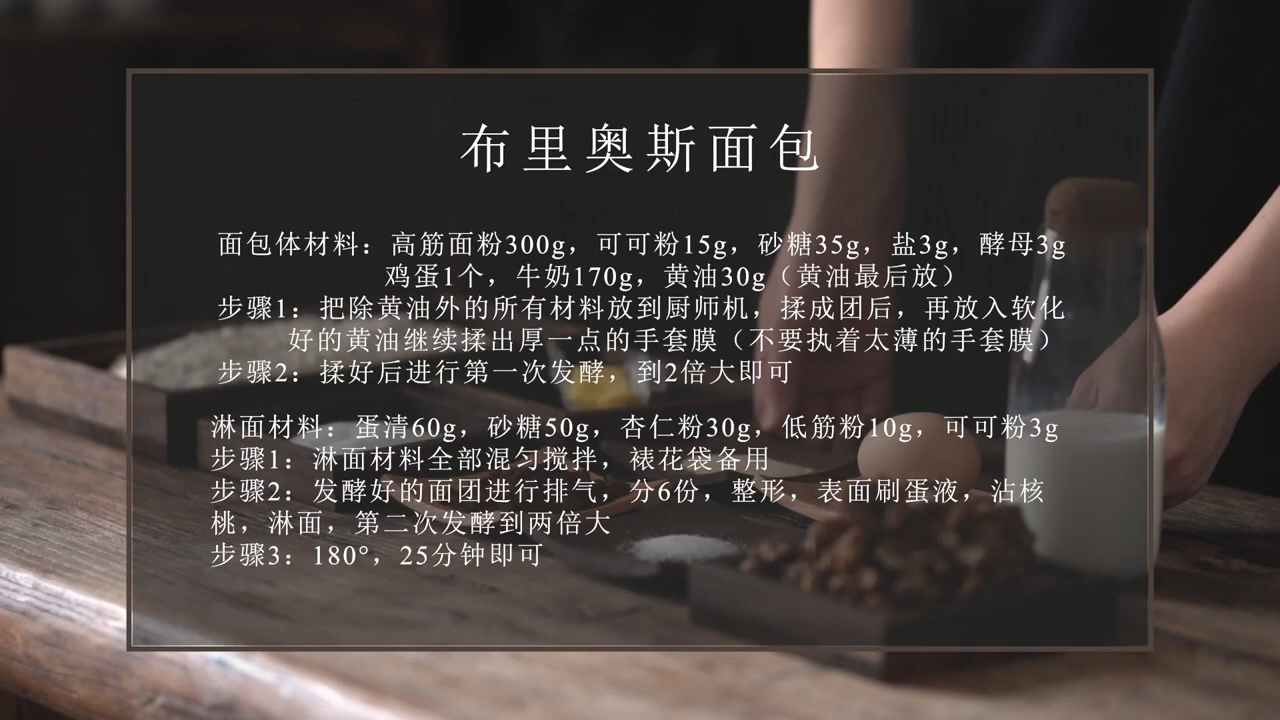 布里奥斯面包
面包体材料：高筋面粉300g，可可粉15g，砂糖35g，盐3g，酵母3g
鸡蛋1个，牛奶170g，黄油30g（黄油最后放）
步骤1：把除黄油外的所有材料放到厨师机，揉成团后，再放入软化
好的黄油继续揉出厚一点的手套膜（不要执着太薄的手套膜）
步骤2：揉好后进行第一次发酵，到2倍大即可
淋面材料：蛋清60g，砂糖50g，杏仁粉30g，低筋粉10g，可可粉3g
步骤1：淋面材料全部混匀搅拌，裱花袋备用
步骤2：发酵好的面团进行排气，分6份，整形，表面刷蛋液，沾核
桃，淋面，第二次发酵到两倍大
步骤3：180°，25分钟即可